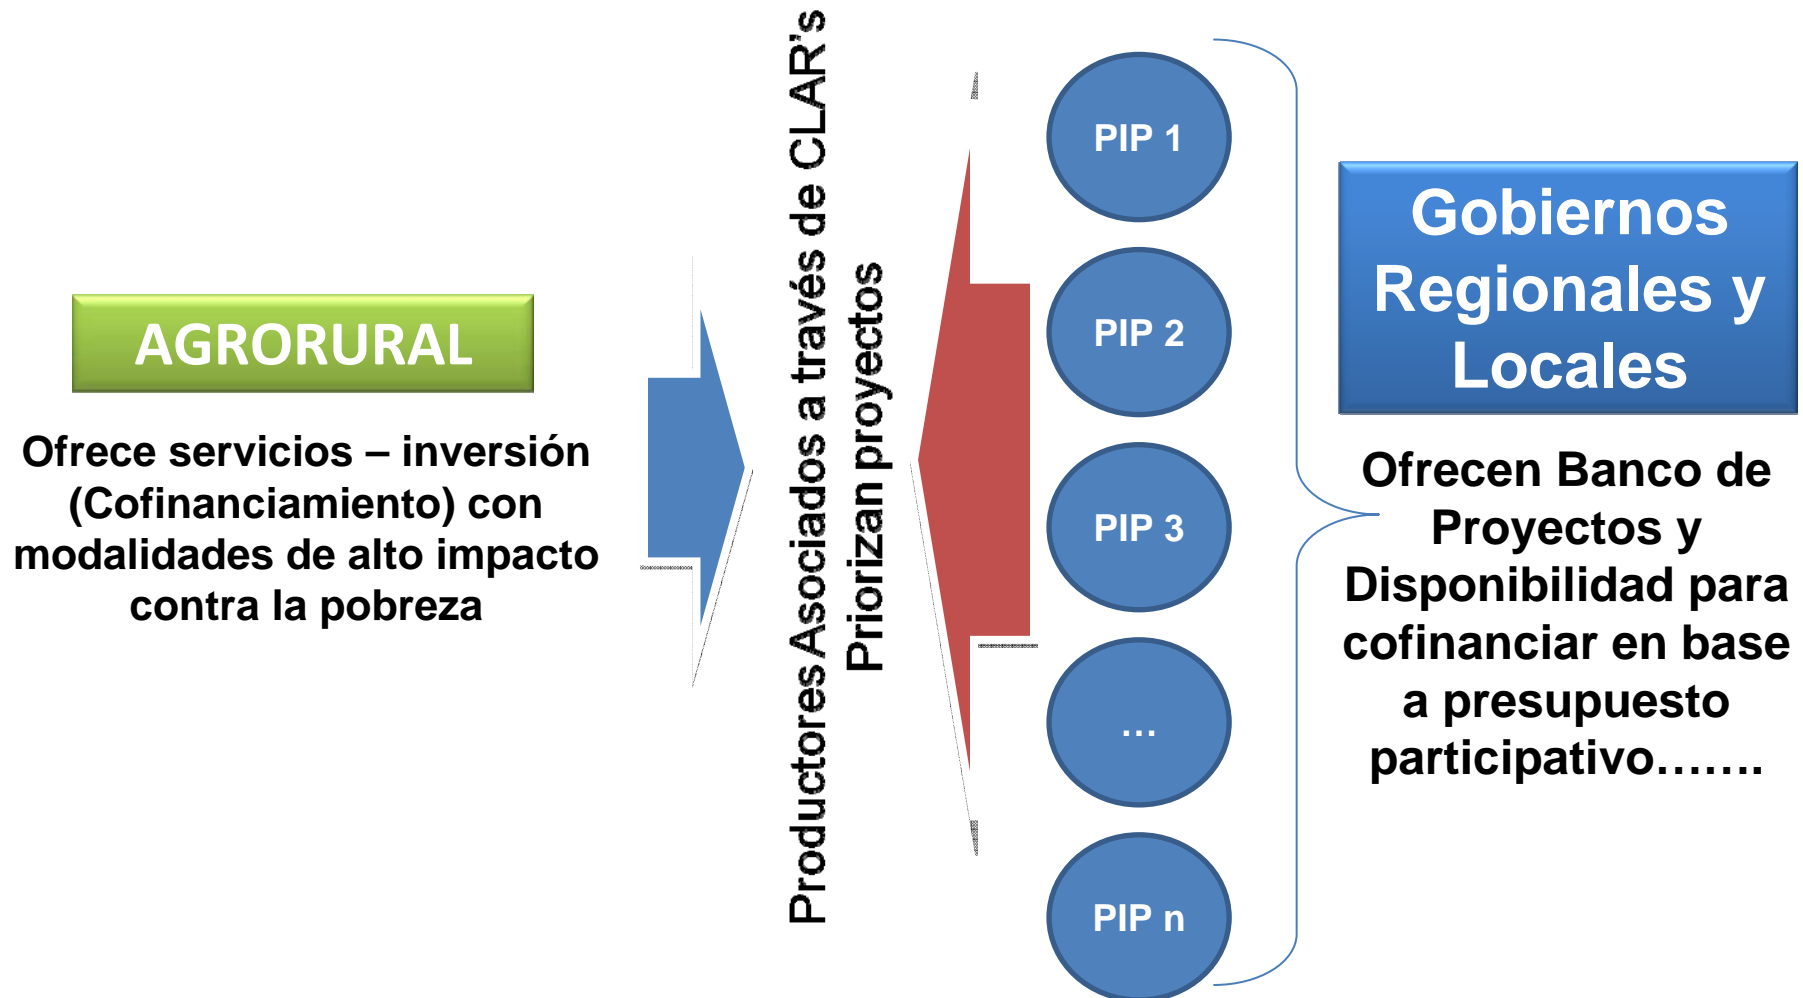 AGRORURAL
Ofrece servicios – inversión
(Cofinanciamiento) con
modalidades de alto impacto
contra la pobreza
Productores Asociados a través de CLAR's
Priorizan proyectos
PIP 1
PIP 2
PIP 3
...
PIP n
Gobiernos
Regionales y
Locales
Ofrecen Banco de
Proyectos y
Disponibilidad para
cofinanciar en base
a presupuesto
participativo…….